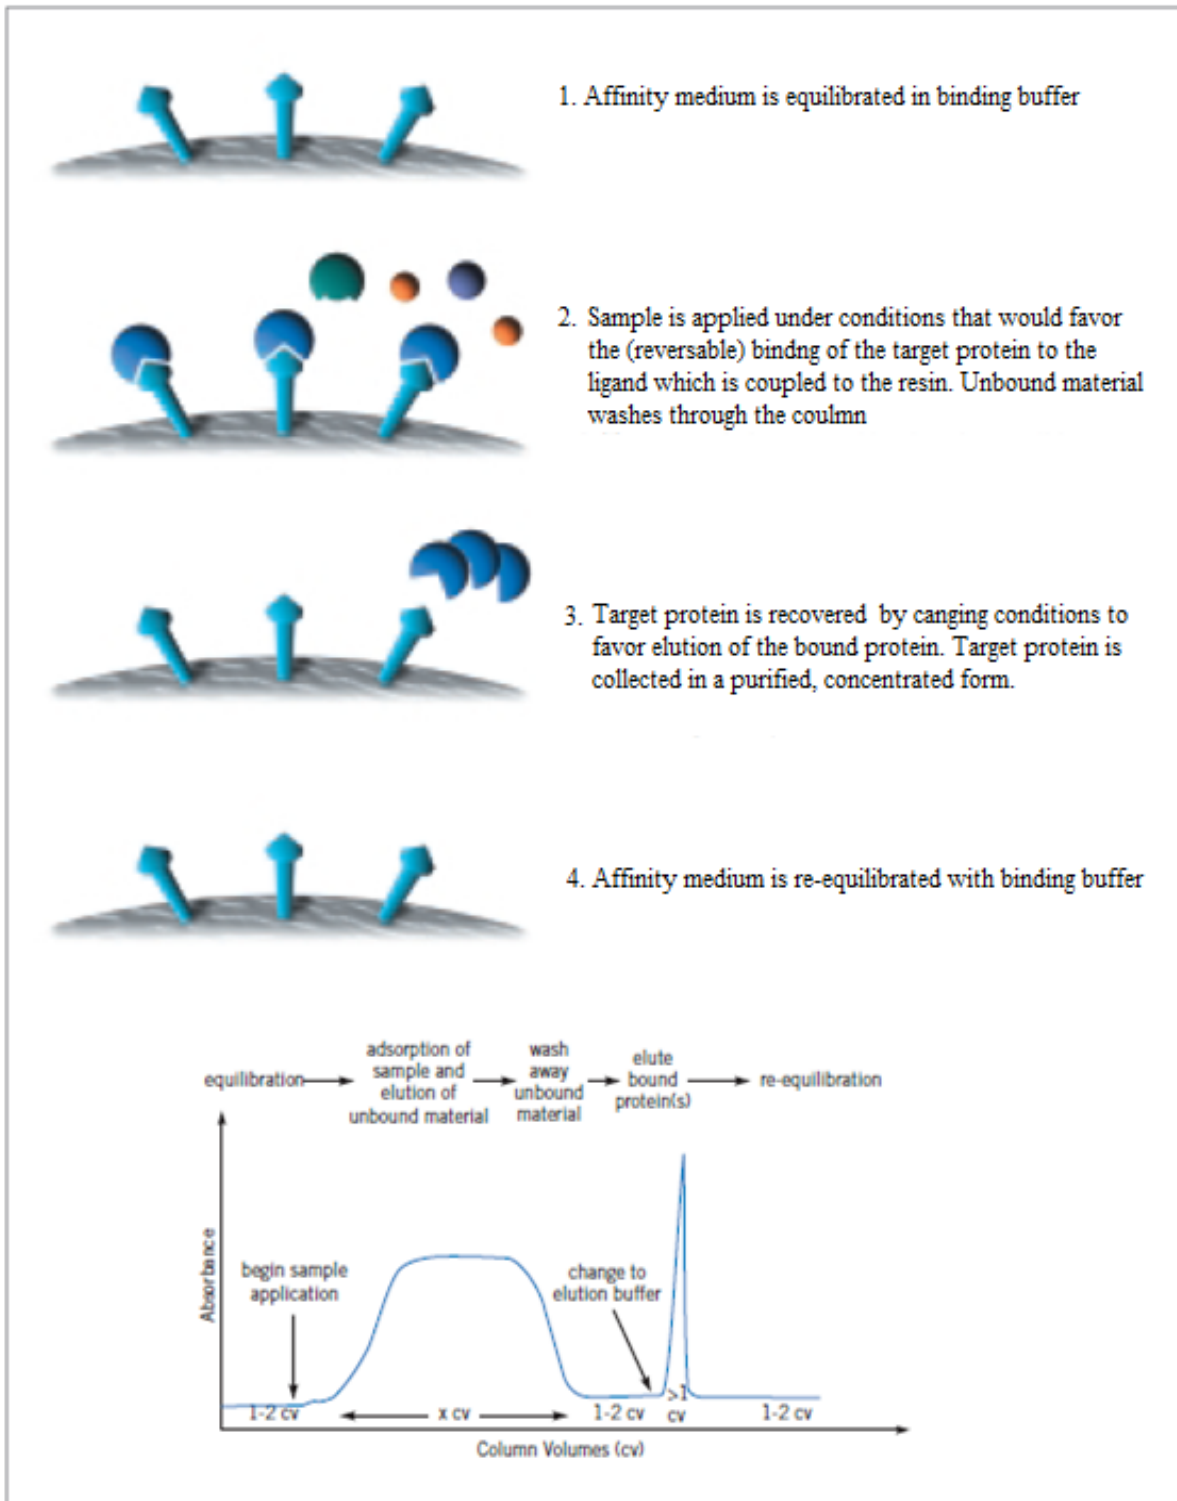 1. Affinity medium is equilibrated in binding buffer
2. Sample is applied under conditions that would favor
the (reversable) bindng of the target protein to the
ligand which is coupled to the resin. Unbound material
washes through the coulmn
3. Target protein is recovered by canging conditions to
favor elution of the bound protein. Target protein is
collected in a purified, concentrated form.
4. Affinity medium is re-equilibrated with binding buffer
equilibration
adsorption of
sample and
elution of
unbound material
wash
away
unbound
material
elute
bound
protein(s)
re-equilibration
Absorbance
begin sample
application
change to
elution buffer
1-2 cv
x cv
1-2 cv
>1
cv
1-2 cv
Column Volumes (cv)